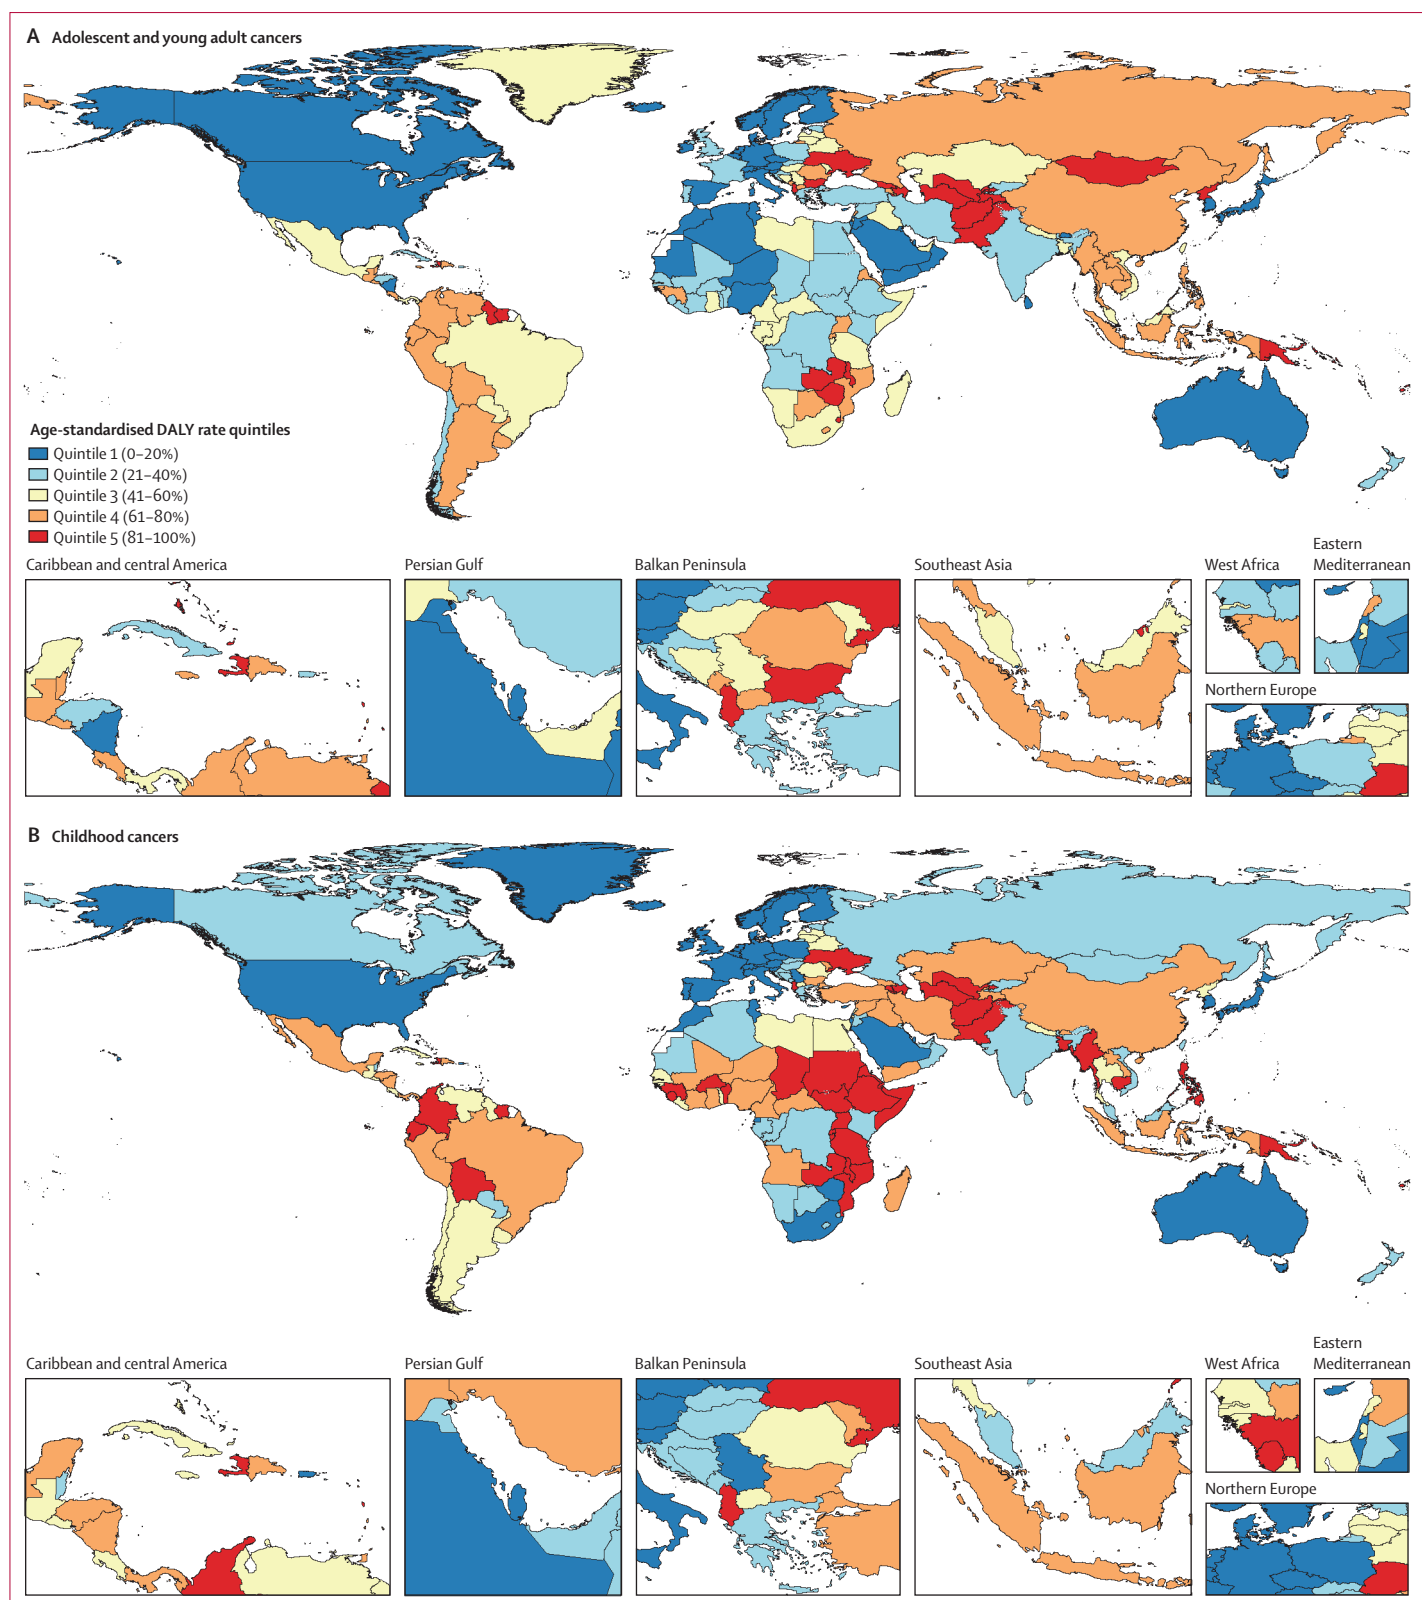 A Adolescent and young adult cancers
Age-standardised DALY rate quintiles
Quintile 1 (0–20%)
Quintile 2 (21–40%)
Quintile 3 (41–60%)
Quintile 4 (61–80%)
Quintile 5 (81–100%)
Caribbean and central America
Persian Gulf
Balkan Peninsula
Southeast Asia
West Africa
Eastern
Mediterranean
Northern Europe
B Childhood cancers
Caribbean and central America
Persian Gulf
Balkan Peninsula
Southeast Asia
West Africa
Eastern
Mediterranean
Northern Europe